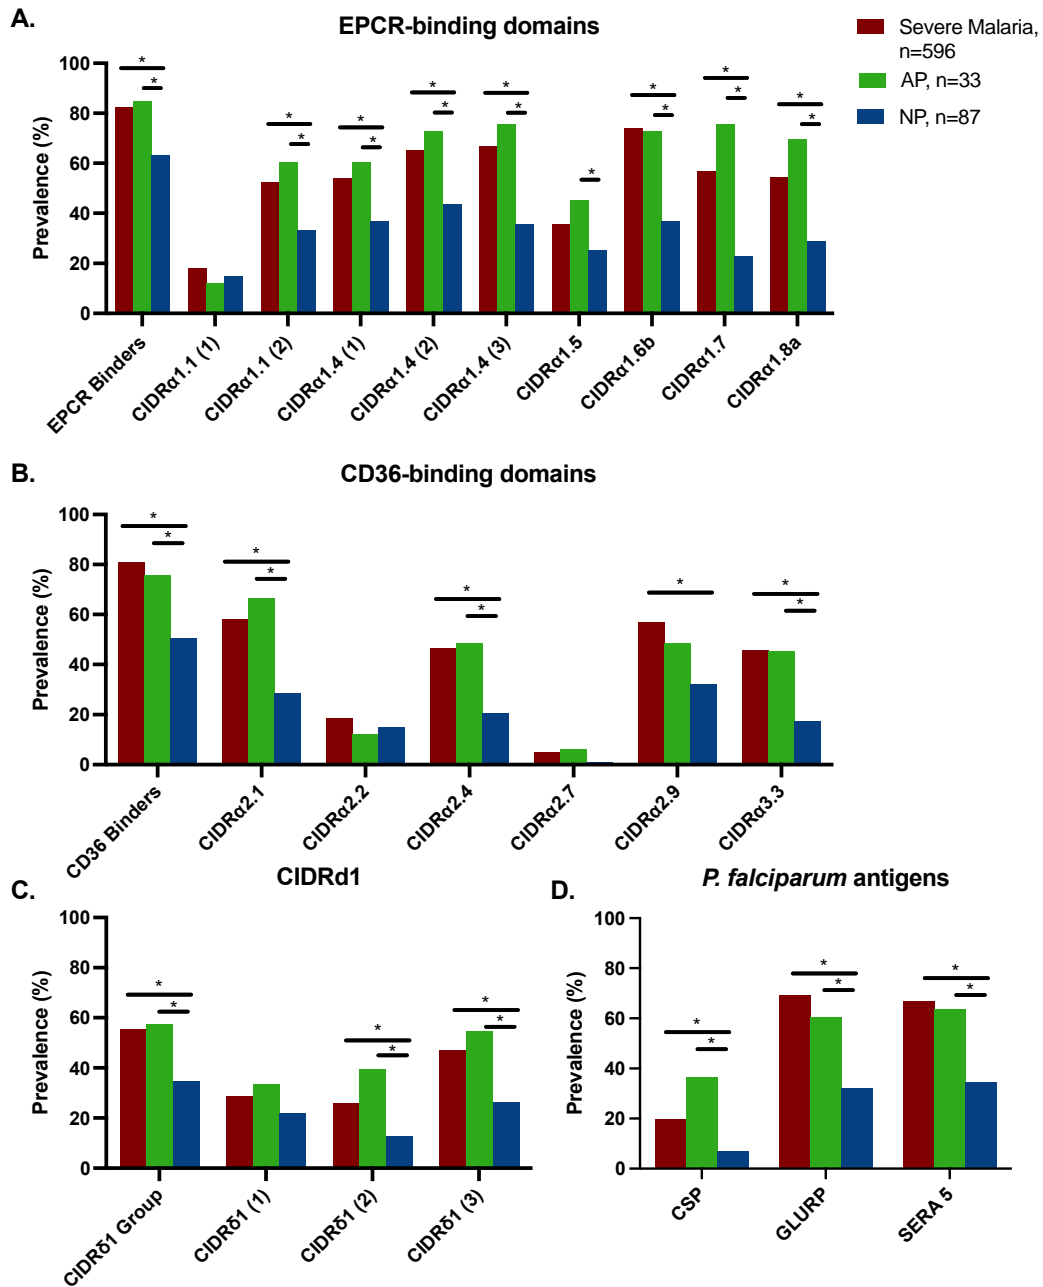 A.
EPCR-binding domains
Severe Malaria,
n=596
AP, n=33
NP, n=87
Prevalence (%)
100
80
60
40
20
0
* * * * * * * * * * * * * * * * *
EPCR Binders
CIDRα1.1 (1)
CIDRα1.1 (2)
CIDRα1.4 (1)
CIDRα1.4 (2)
CIDRα1.4 (3)
CIDRα1.5
CIDRα1.6b
CIDRα1.7
CIDRα1.8a
B.
CD36-binding domains
Prevalence (%)
100
80
60
40
20
0
* * * * * * * * *
CD36 Binders
CIDRα2.1
CIDRα2.2
CIDRα2.4
CIDRα2.7
CIDRα2.9
CIDRα3.3
C.
CIDRd1
Prevalence (%)
100
80
60
40
20
0
* * * * * *
CIDRδ1 Group
CIDRδ1 (1)
CIDRδ1 (2)
CIDRδ1 (3)
D.
P. falciparum antigens
Prevalence (%)
100
80
60
40
20
0
* * * * * *
CSP
GLURP
SERA 5